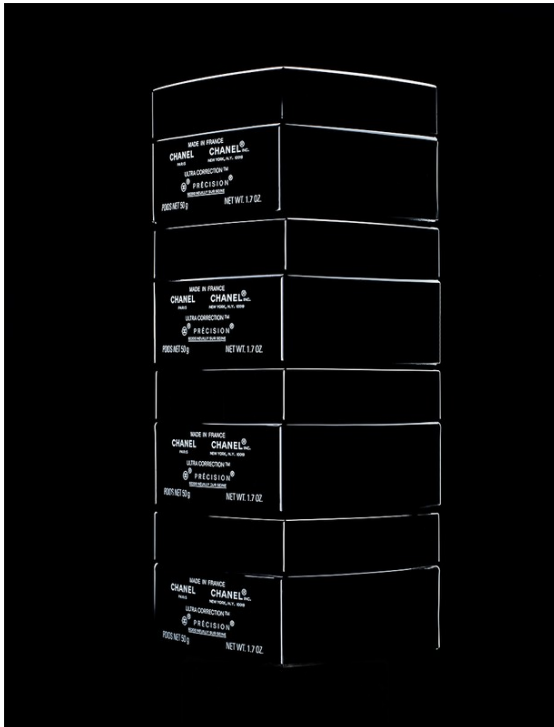 MADE IN FRANCE
CHANEL CHANEL® INC.
PARIS NEW YORK, N.Y. 10019
ULTRA CORRECTION™
® PRÉCISION®
POIDS NET 50 g NET WT. 1.7 OZ.
MADE IN FRANCE
CHANEL CHANEL® INC.
PARIS NEW YORK, N.Y. 10019
ULTRA CORRECTION™
® PRÉCISION®
POIDS NET 50 g NET WT. 1.7 OZ.
MADE IN FRANCE
CHANEL CHANEL® INC.
PARIS NEW YORK, N.Y. 10019
ULTRA CORRECTION™
® PRÉCISION®
POIDS NET 50 g NET WT. 1.7 OZ.
MADE IN FRANCE
CHANEL CHANEL® INC.
PARIS NEW YORK, N.Y. 10019
ULTRA CORRECTION™
® PRÉCISION®
POIDS NET 50 g NET WT. 1.7 OZ.